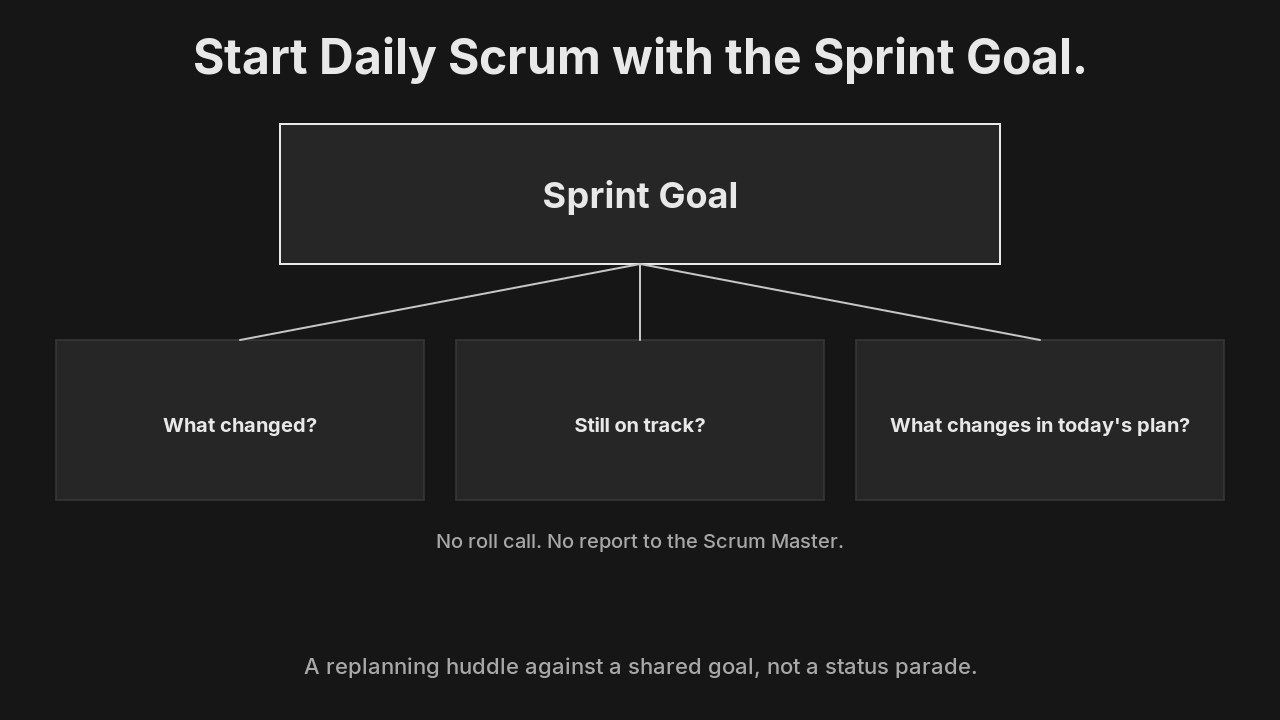 Start Daily Scrum with the Sprint Goal.
Sprint Goal
What changed?
Still on track?
What changes in today's plan?
No roll call. No report to the Scrum Master.
A replanning huddle against a shared goal, not a status parade.